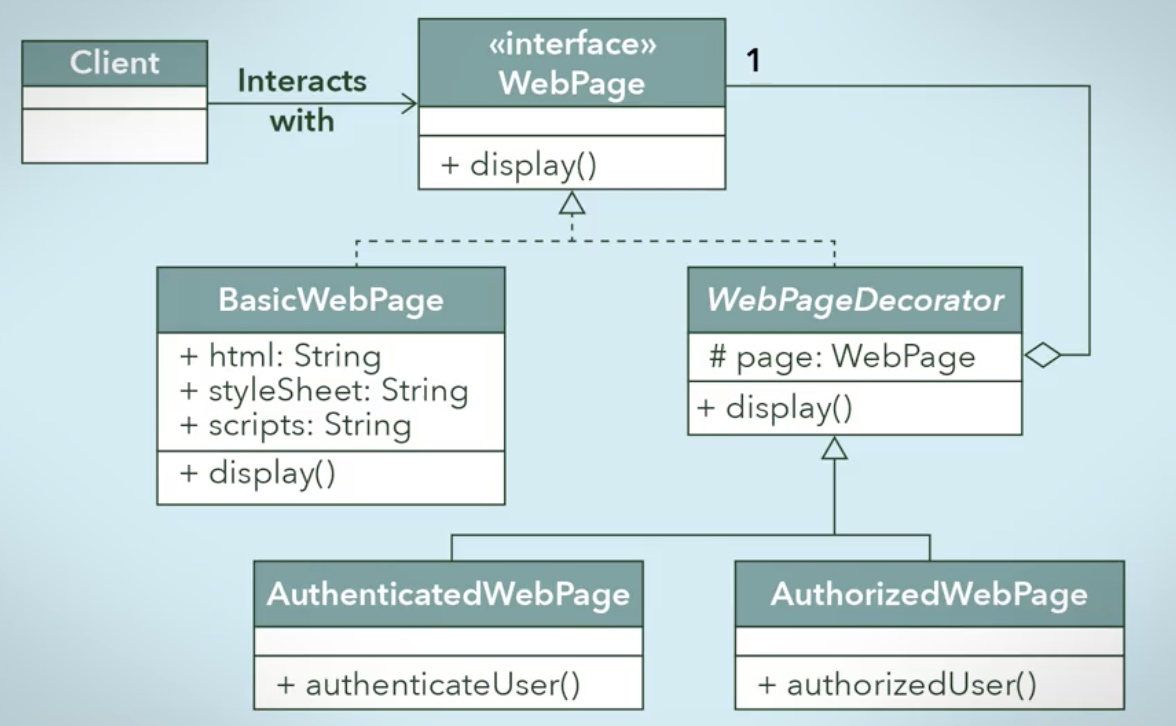 Client
Interacts
with
«interface»
WebPage
1
+ display()
BasicWebPage
+ html: String
+ styleSheet: String
+ scripts: String
+ display()
WebPageDecorator
# page: WebPage
+ display()
AuthenticatedWebPage
+ authenticateUser()
AuthorizedWebPage
+ authorizedUser()